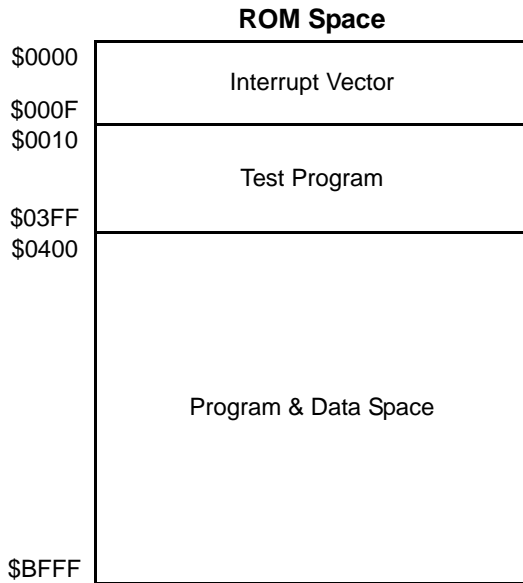 ROM Space
$0000
Interrupt Vector
$000F
$0010
Test Program
$03FF
$0400
Program & Data Space
$BFFF